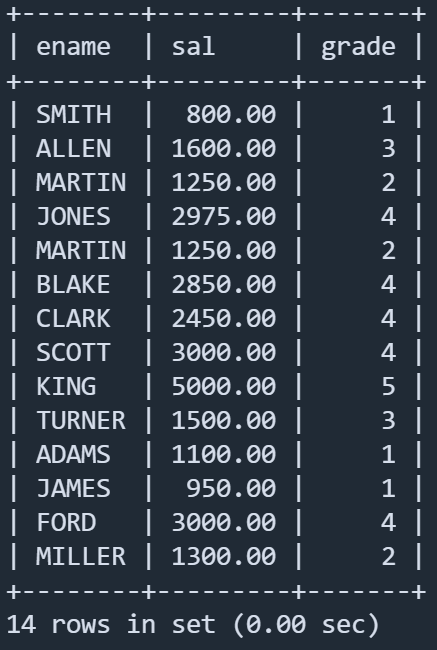 +--------+---------+-------+
| ename  | sal     | grade |
+--------+---------+-------+
| SMITH  |  800.00 |     1 |
| ALLEN  | 1600.00 |     3 |
| MARTIN | 1250.00 |     2 |
| JONES  | 2975.00 |     4 |
| MARTIN | 1250.00 |     2 |
| BLAKE  | 2850.00 |     4 |
| CLARK  | 2450.00 |     4 |
| SCOTT  | 3000.00 |     4 |
| KING   | 5000.00 |     5 |
| TURNER | 1500.00 |     3 |
| ADAMS  | 1100.00 |     1 |
| JAMES  |  950.00 |     1 |
| FORD   | 3000.00 |     4 |
| MILLER | 1300.00 |     2 |
+--------+---------+-------+
14 rows in set (0.00 sec)